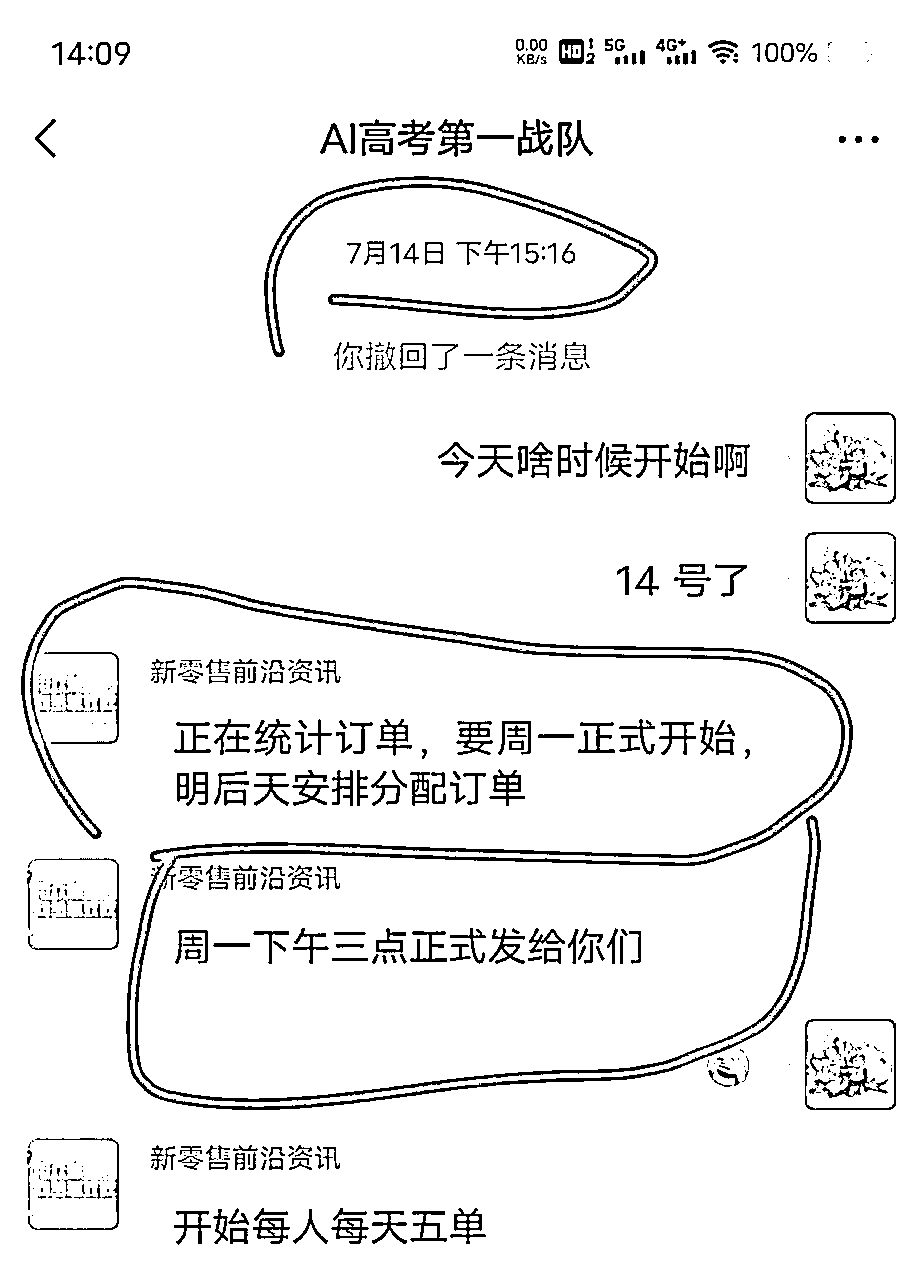 14:09
0.00 KB/s HD 1 2 5G 4G+ 100%
AI高考第一战队
7月14日 下午15:16
你撤回了一条消息
今天啥时候开始啊
14 号了
新零售前沿资讯
正在统计订单，要周一正式开始，
明后天安排分配订单
新零售前沿资讯
周一下午三点正式发给你们
新零售前沿资讯
开始每人每天五单